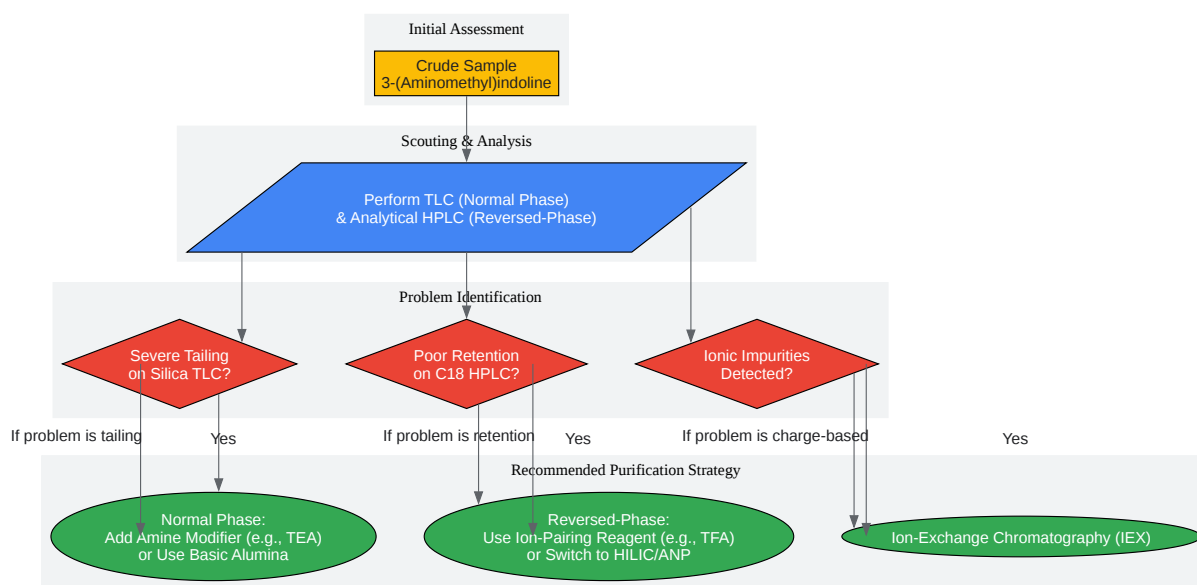 Initial Assessment
Crude Sample
3-(Aminomethyl)indoline
Scouting & Analysis
Perform TLC (Normal Phase)
& Analytical HPLC (Reversed-Phase)
Problem Identification
Severe Tailing
on Silica TLC?
Poor Retention
on C18 HPLC?
Ionic Impurities
Detected?
If problem is tailing
Yes
If problem is retention
Yes
If problem is charge-based
Yes
Recommended Purification Strategy
Normal Phase:
Add Amine Modifier (e.g., TEA)
or Use Basic Alumina
Reversed-Phase:
Use Ion-Pairing Reagent (e.g., TFA)
or Switch to HILIC/ANP
Ion-Exchange Chromatography (IEX)